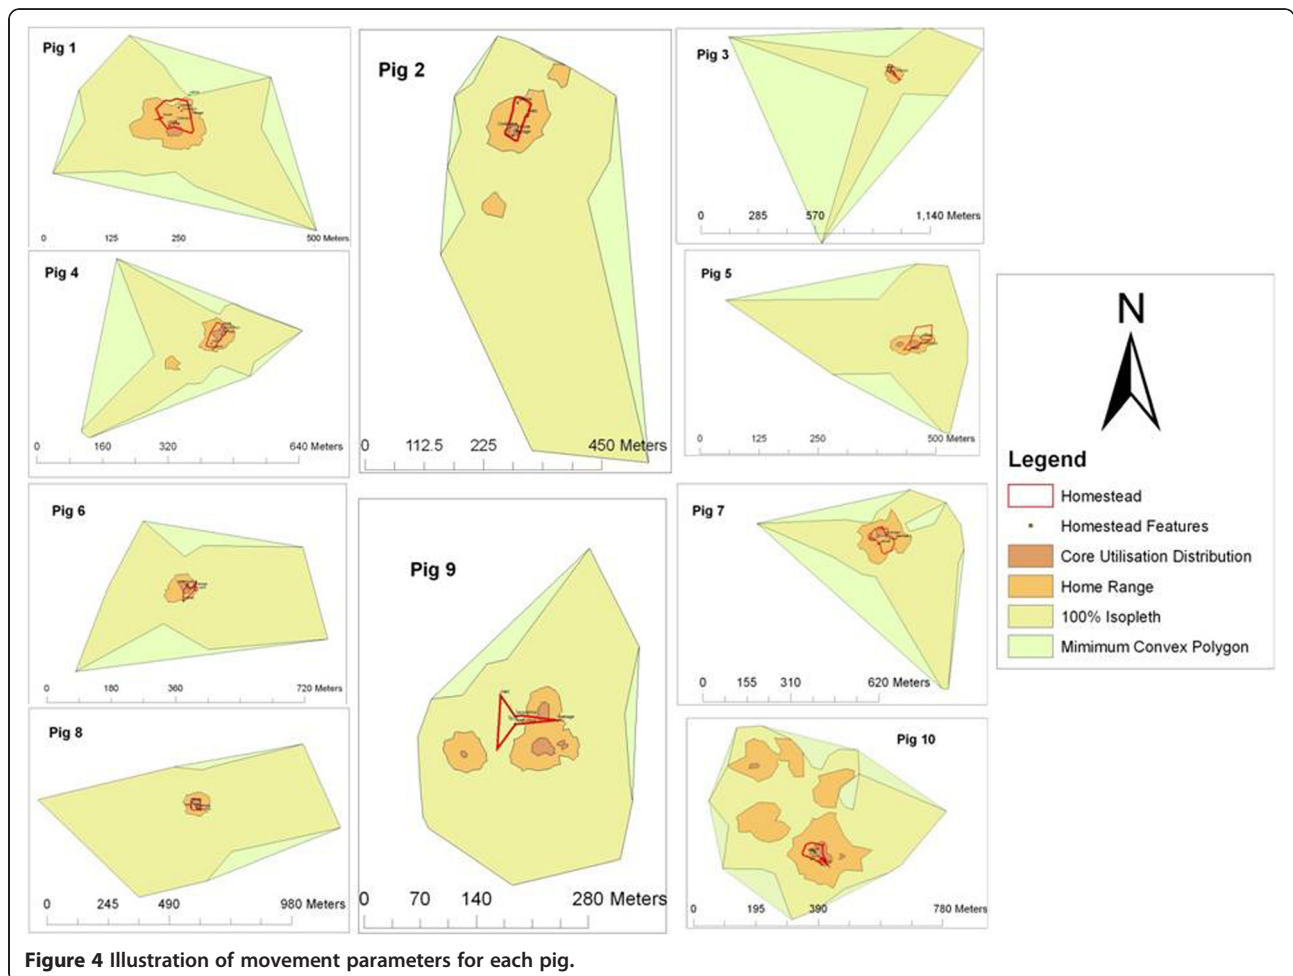 Pig 1
0 125 250 500 Meters
Pig 2
0 112.5 225 450 Meters
Pig 3
0 285 570 1,140 Meters
Pig 4
0 160 320 640 Meters
Pig 5
0 125 250 500 Meters
Pig 6
0 180 360 720 Meters
Pig 7
0 155 310 620 Meters
Pig 8
0 245 490 980 Meters
Pig 9
0 70 140 280 Meters
Pig 10
0 195 390 780 Meters
N
Legend
Homestead
Homestead Features
Core Utilisation Distribution
Home Range
100% Isopleth
Mimimum Convex Polygon
Figure 4 Illustration of movement parameters for each pig.